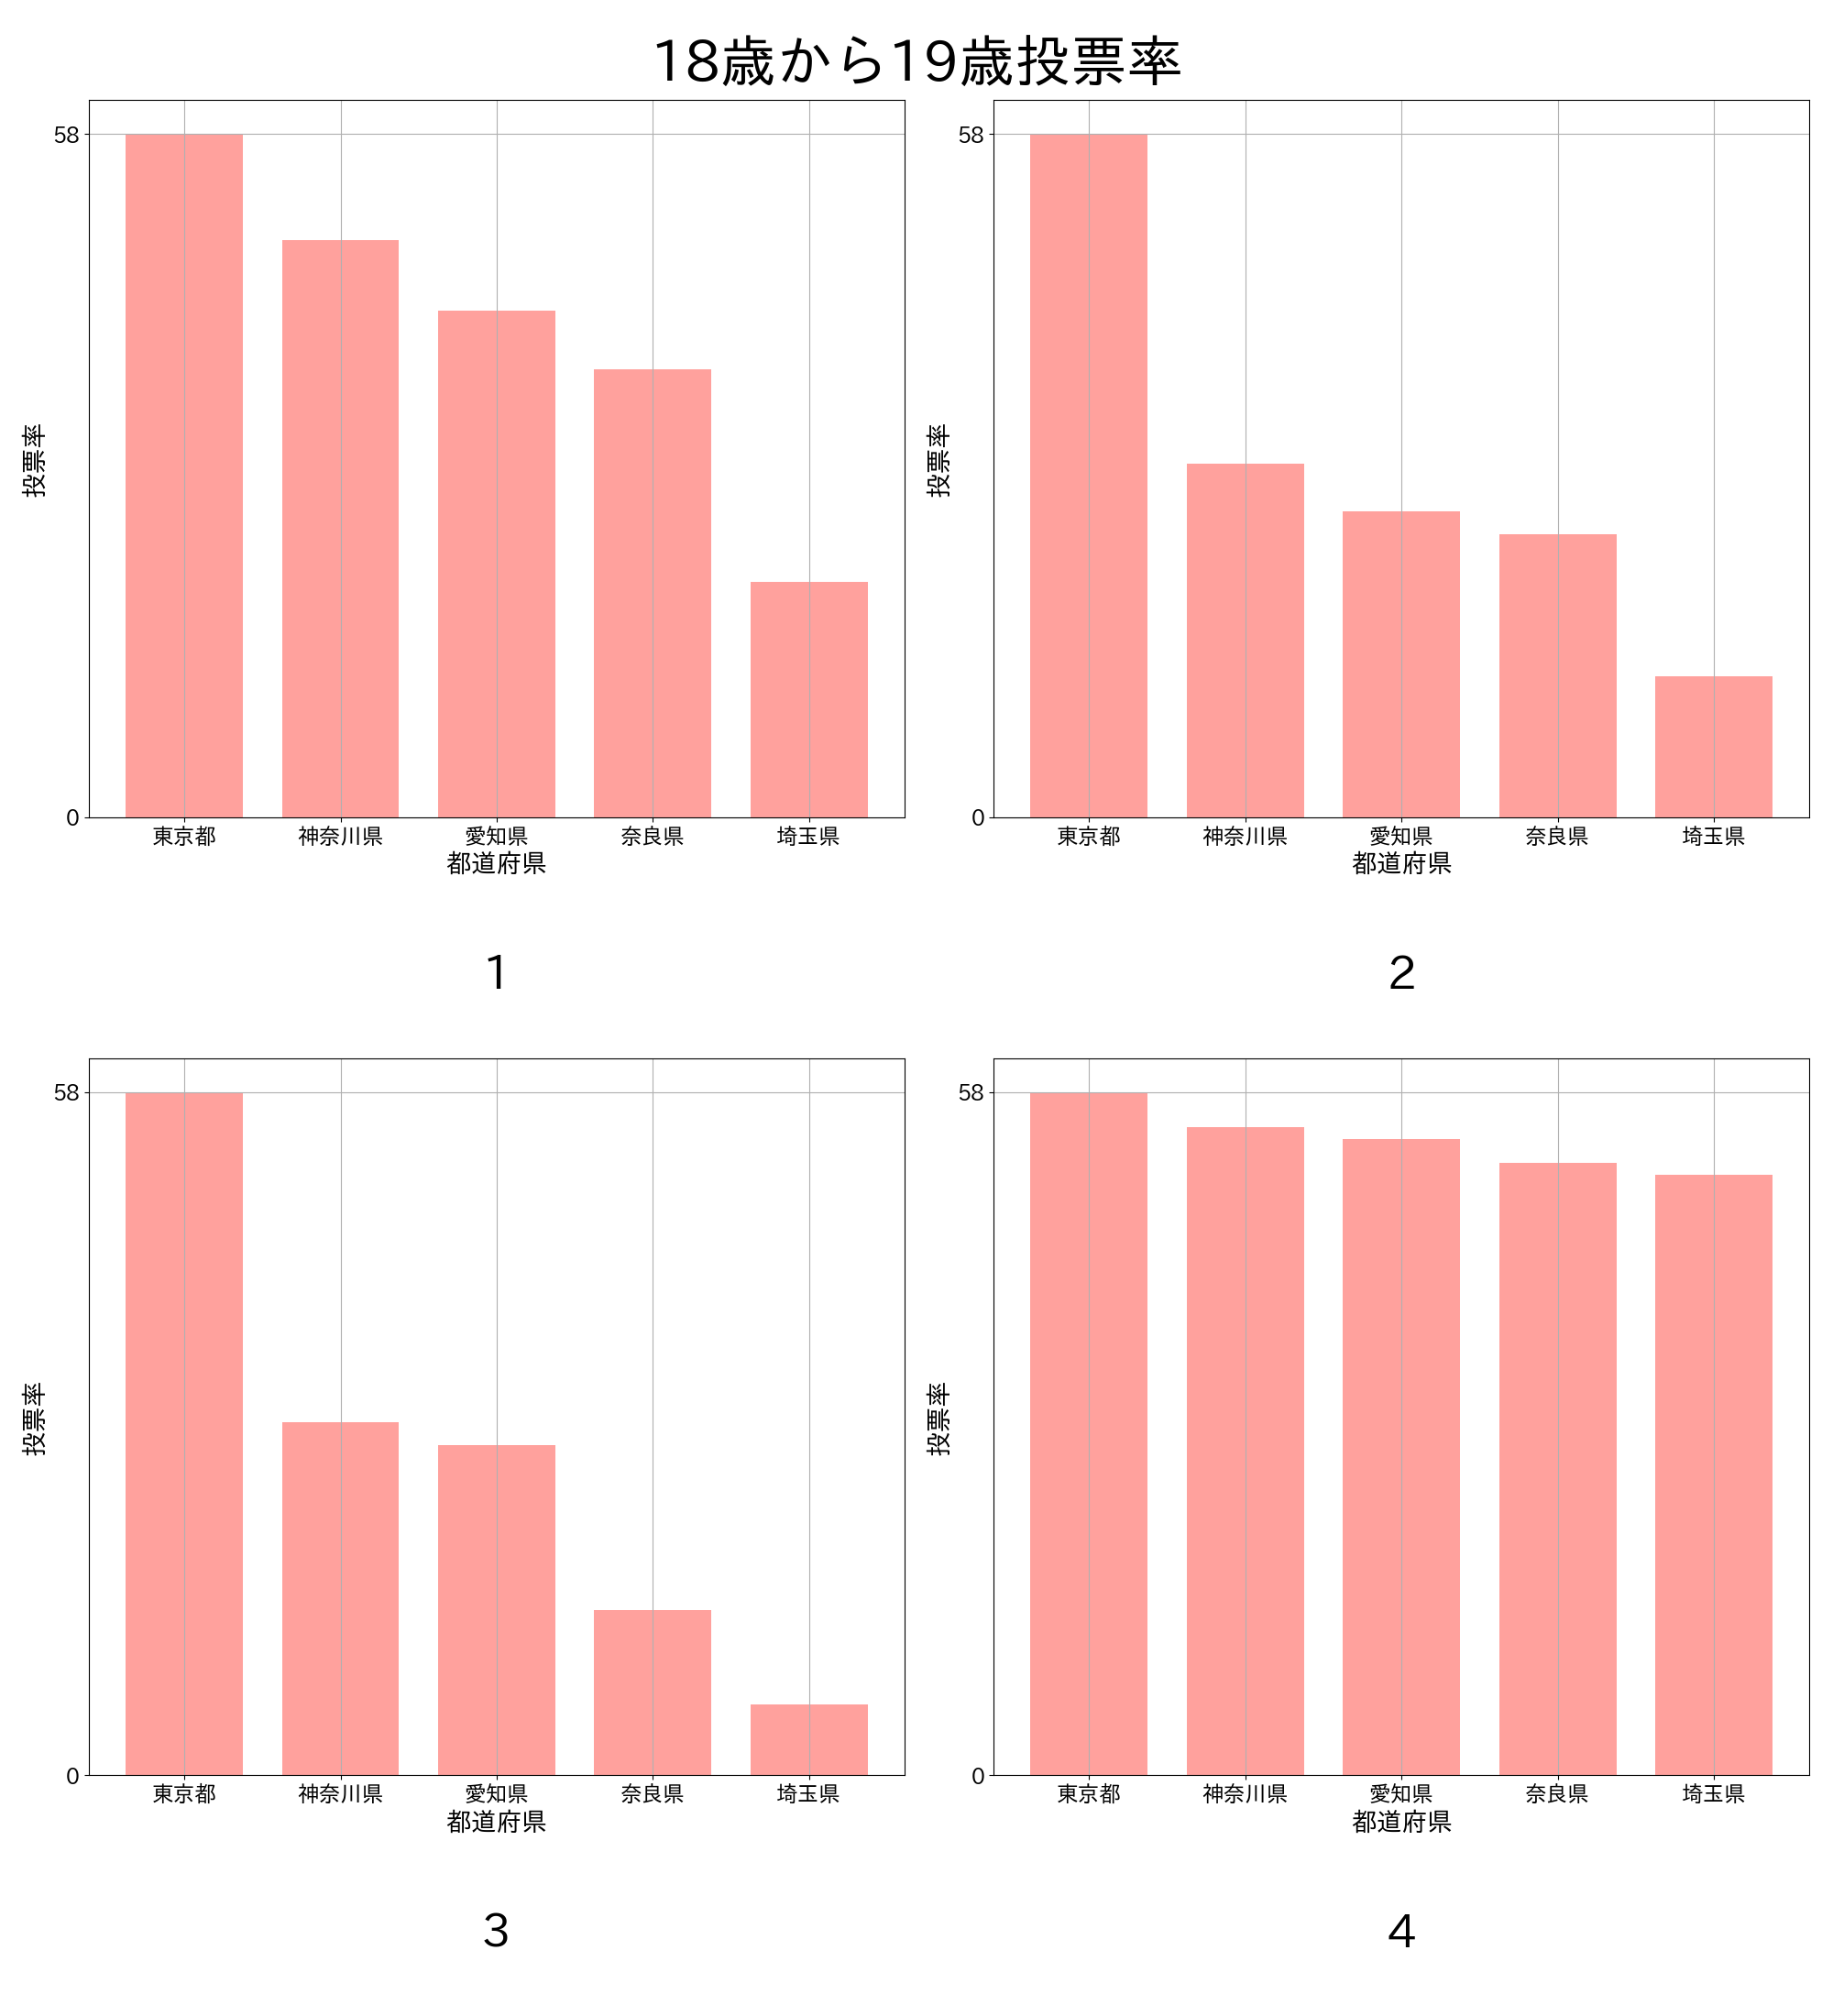 18歳から19歳投票率
58
0
投票率
東京都 神奈川県 愛知県 奈良県 埼玉県
都道府県
1
58
0
投票率
東京都 神奈川県 愛知県 奈良県 埼玉県
都道府県
2
58
0
投票率
東京都 神奈川県 愛知県 奈良県 埼玉県
都道府県
3
58
0
投票率
東京都 神奈川県 愛知県 奈良県 埼玉県
都道府県
4